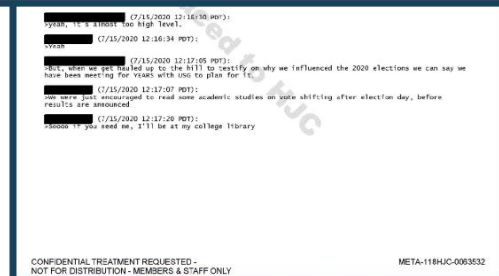 (7/15/2020 12:16:30 PDT):
>yeah, it's almost too high level.
(7/15/2020 12:16:34 PDT):
>Yeah
(7/15/2020 12:17:05 PDT):
>But, when we get hauled up to the hill to testify on why we influenced the 2020 elections we can say we
have been meeting for YEARS with USG to plan for it.
(7/15/2020 12:17:07 PDT):
>We were just encouraged to read some academic studies on vote shifting after election day, before
results are announced
(7/15/2020 12:17:20 PDT):
>Soooo if you need me, I'll be at my college library
to HJC
CONFIDENTIAL TREATMENT REQUESTED -
NOT FOR DISTRIBUTION - MEMBERS & STAFF ONLY
META-118HJC-0063532